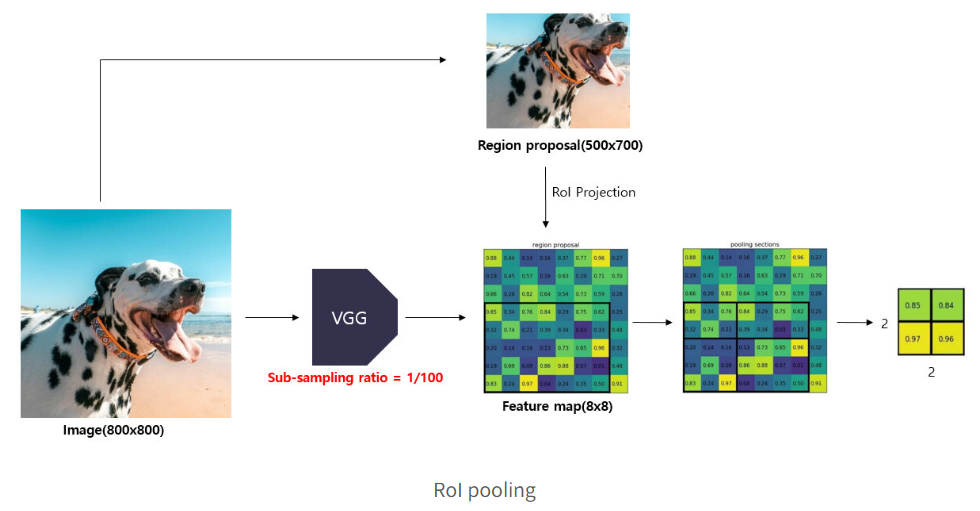 Region proposal(500x700)
RoI Projection
region proposal
0.88 0.44 0.14 0.16 0.37 0.77 0.96 0.27
0.19 0.45 0.57 0.16 0.63 0.29 0.71 0.70
0.66 0.26 0.82 0.64 0.54 0.73 0.59 0.26
0.85 0.34 0.76 0.84 0.29 0.75 0.62 0.25
0.32 0.74 0.21 0.39 0.34 0.03 0.33 0.48
0.20 0.14 0.16 0.13 0.73 0.65 0.96 0.32
0.19 0.69 0.09 0.86 0.88 0.07 0.01 0.48
0.83 0.24 0.97 0.04 0.24 0.35 0.50 0.91
pooling sections
0.88 0.44 0.14 0.16 0.37 0.77 0.96 0.27
0.19 0.45 0.57 0.16 0.63 0.29 0.71 0.70
0.66 0.26 0.82 0.64 0.54 0.73 0.59 0.26
0.85 0.34 0.76 0.84 0.29 0.75 0.62 0.25
0.32 0.74 0.21 0.39 0.34 0.03 0.33 0.48
0.20 0.14 0.16 0.13 0.73 0.65 0.96 0.32
0.19 0.69 0.09 0.86 0.88 0.07 0.01 0.48
0.83 0.24 0.97 0.04 0.24 0.35 0.50 0.91
0.85 0.84
0.97 0.96
2
2
VGG
Sub-sampling ratio = 1/100
Feature map(8x8)
Image(800x800)
RoI pooling